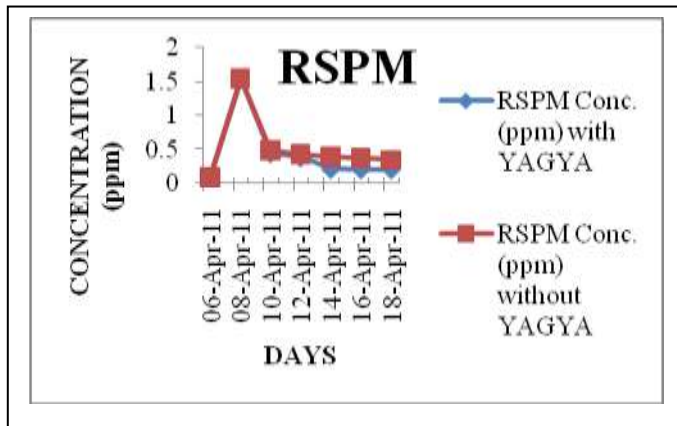 RSPM
CONCENTRATION
(ppm)
2
1.5
1
0.5
0
06-Apr-11
08-Apr-11
10-Apr-11
12-Apr-11
14-Apr-11
16-Apr-11
18-Apr-11
DAYS
RSPM Conc.
(ppm) with
YAGYA
RSPM Conc.
(ppm)
without
YAGYA